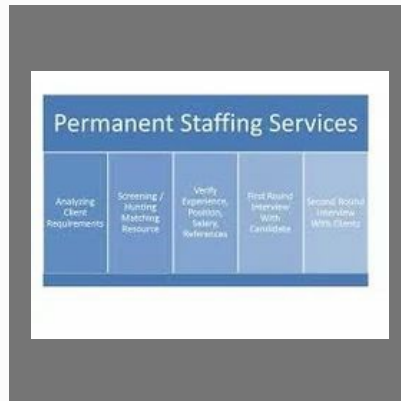 Permanent Staffing Services
Analyzing
Client
Requirements
Screening /
Hunting
Matching
Resource
Verify
Experience,
Position,
Salary,
References
First Round
Interview
With
Candidate
Second Round
Interview
With Clients